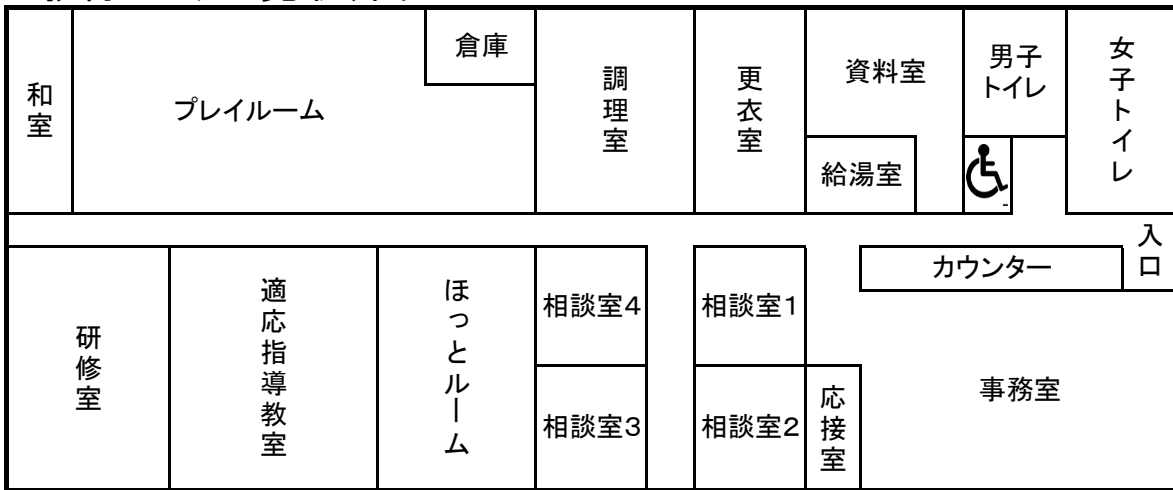 和室
プレイルーム
倉庫
調理室
更衣室
資料室
給湯室
男子
トイレ
女子トイレ
入口
カウンター
研修室
適応指導教室
ほっとルーム
相談室4
相談室3
相談室1
相談室2
応接室
事務室